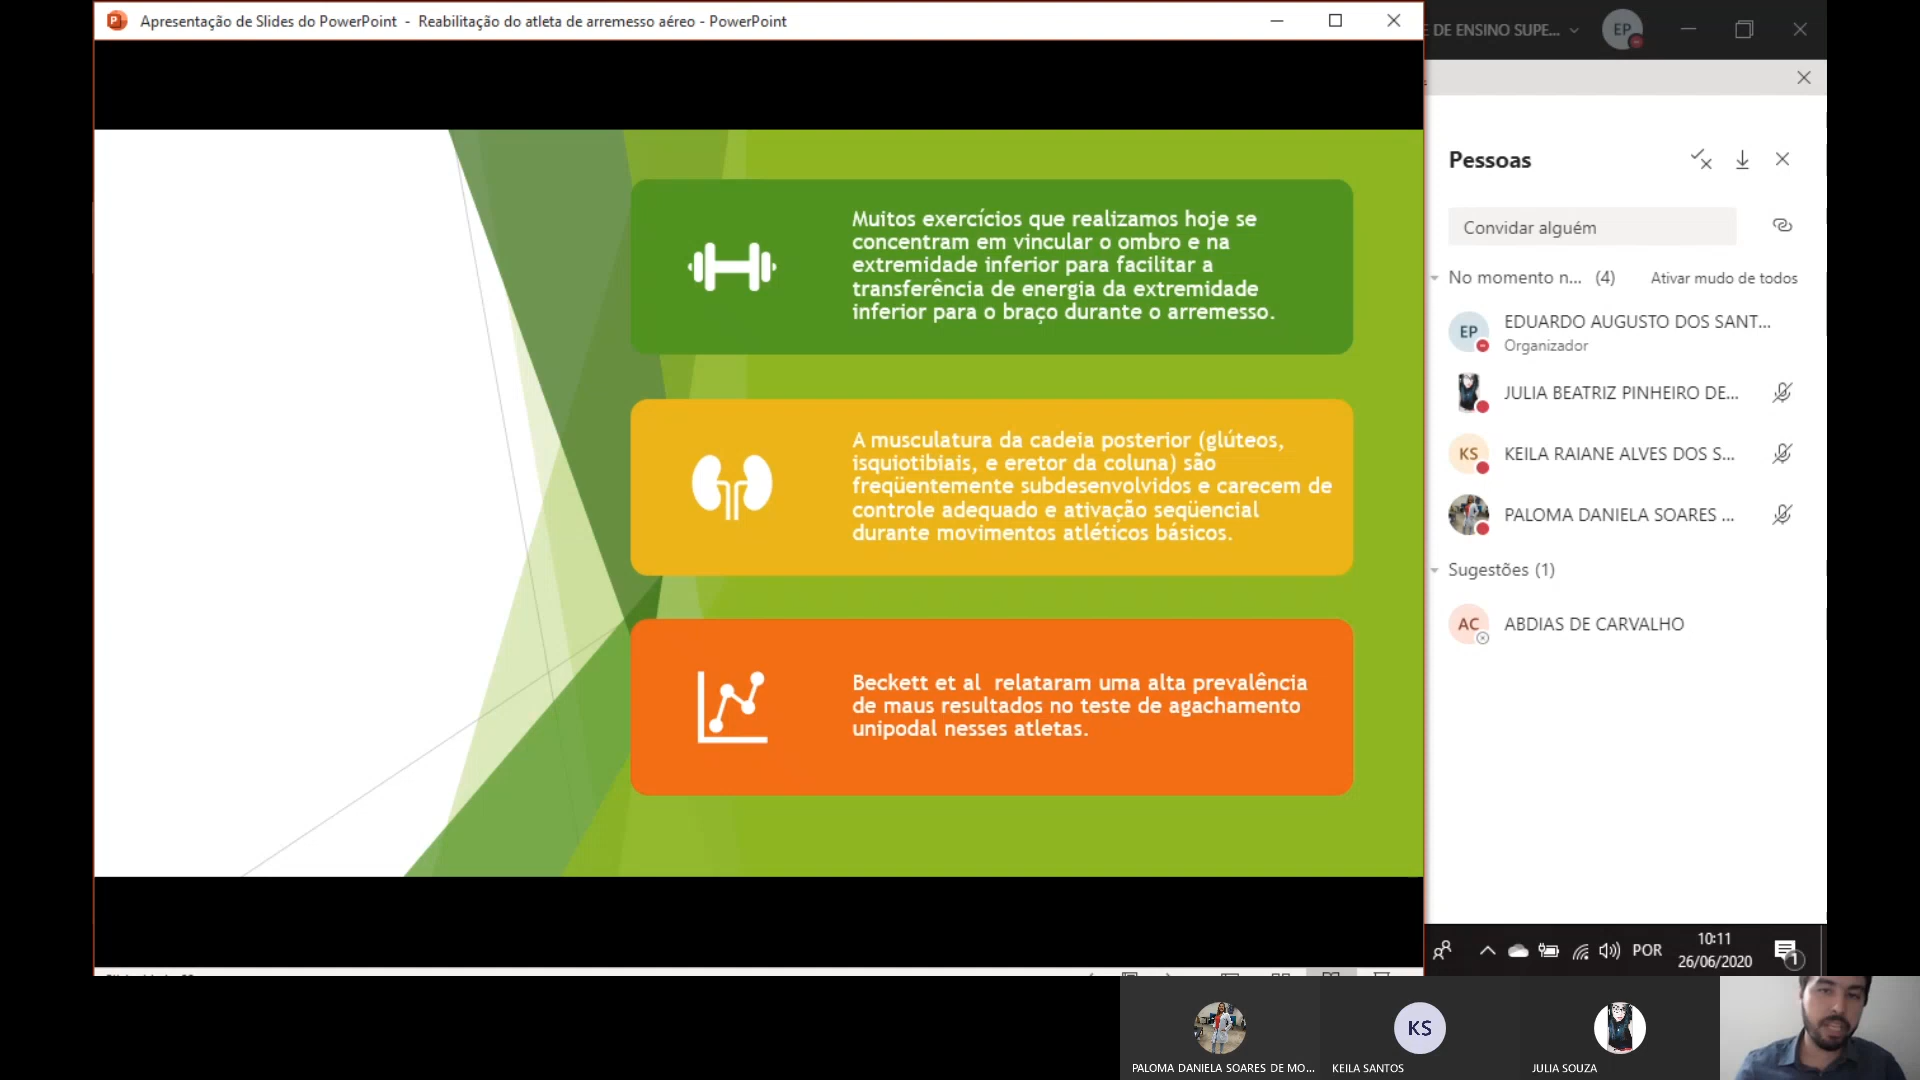 Apresentação de Slides do PowerPoint - Reabilitação do atleta de arremesso aéreo - PowerPoint
DE ENSINO SUPE...
EP
Muitos exercícios que realizamos hoje se
concentram em vincular o ombro e na
extremidade inferior para facilitar a
transferência de energia da extremidade
inferior para o braço durante o arremesso.
A musculatura da cadeia posterior (glúteos,
isquiotibiais, e eretor da coluna) são
freqüentemente subdesenvolvidos e carecem de
controle adequado e ativação seqüencial
durante movimentos atléticos básicos.
Beckett et al relataram uma alta prevalência
de maus resultados no teste de agachamento
unipodal nesses atletas.
Pessoas
Convidar alguém
No momento n... (4)
Ativar mudo de todos
EP
EDUARDO AUGUSTO DOS SANT...
Organizador
JULIA BEATRIZ PINHEIRO DE...
KS
KEILA RAIANE ALVES DOS S...
PALOMA DANIELA SOARES ...
Sugestões (1)
AC
ABDIAS DE CARVALHO
POR
10:11
26/06/2020
1
KS
PALOMA DANIELA SOARES DE MO...
KEILA SANTOS
JULIA SOUZA